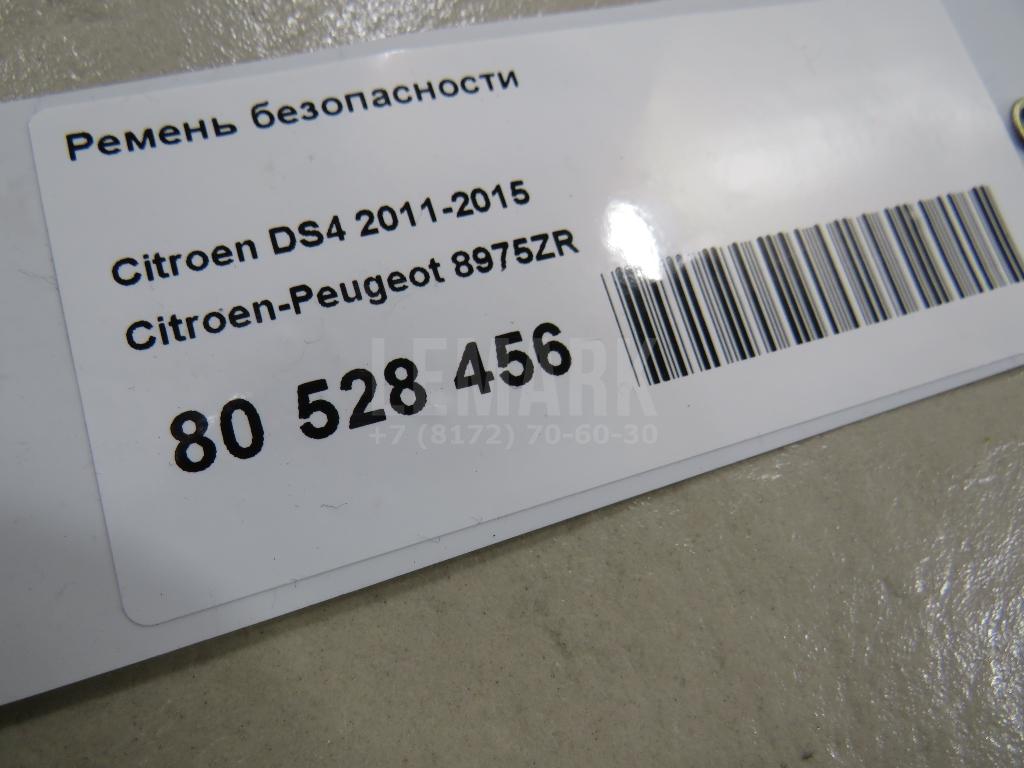 Ремень безопасности
Citroen DS4 2011-2015
Citroen-Peugeot 8975ZR
80 528 456
LEMARK
+7 (8172) 70-60-30